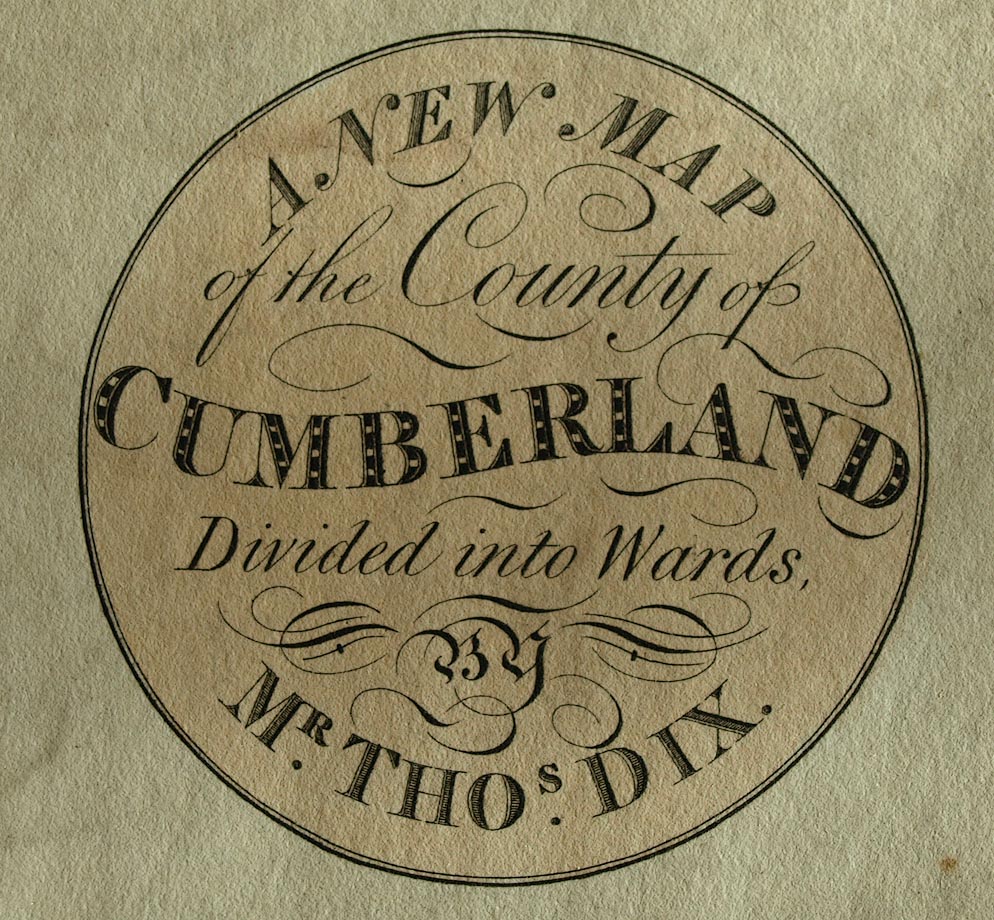 A NEW MAP
of the County of
CUMBERLAND
Divided into Wards,
BY
MR. THOs. DIX.